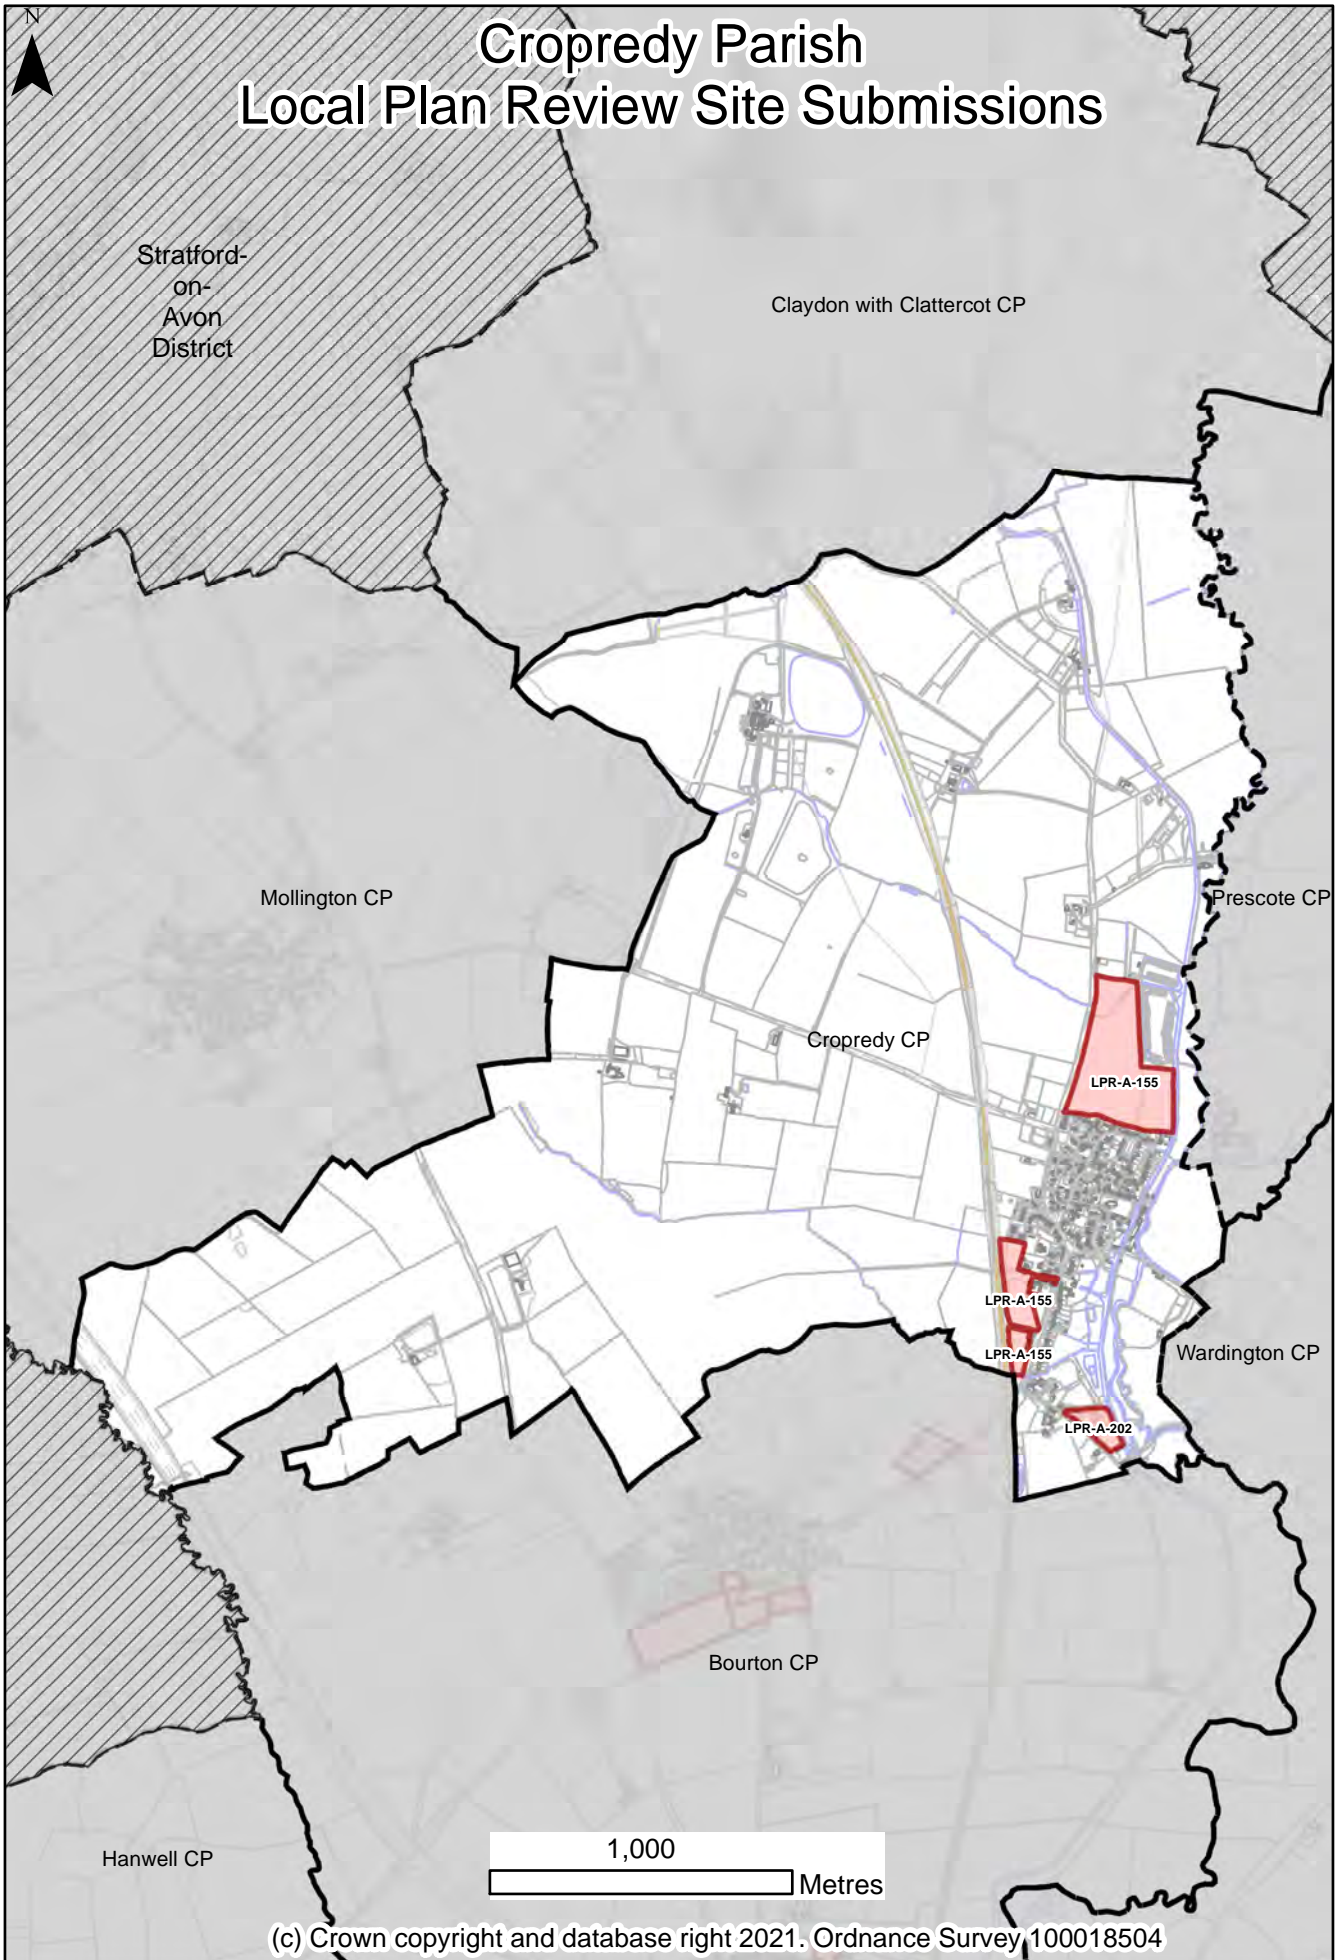 N
Cropredy Parish
Local Plan Review Site Submissions
Stratford-
on-
Avon
District
Claydon with Clattercot CP
Mollington CP
Prescote CP
Cropredy CP
LPR-A-155
LPR-A-155
LPR-A-155
Wardington CP
LPR-A-202
Bourton CP
Hanwell CP
1,000
Metres
(c) Crown copyright and database right 2021. Ordnance Survey 100018504